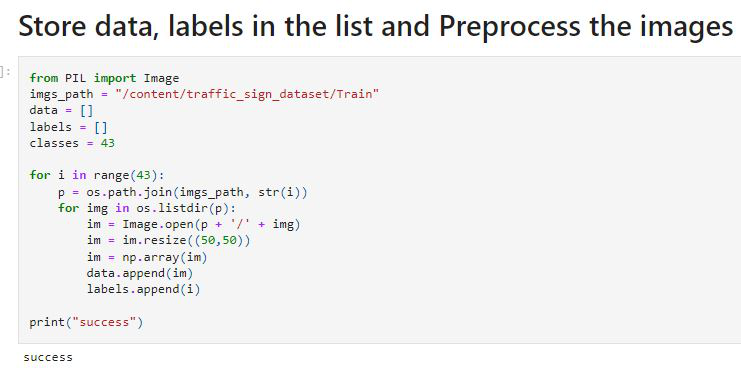 Store data, labels in the list and Preprocess the images
]:
from PIL import Image
imgs_path = "/content/traffic_sign_dataset/Train"
data = []
labels = []
classes = 43
for i in range(43):
    p = os.path.join(imgs_path, str(i))
    for img in os.listdir(p):
        im = Image.open(p + '/' + img)
        im = im.resize((50,50))
        im = np.array(im)
        data.append(im)
        labels.append(i)
print("success")
success